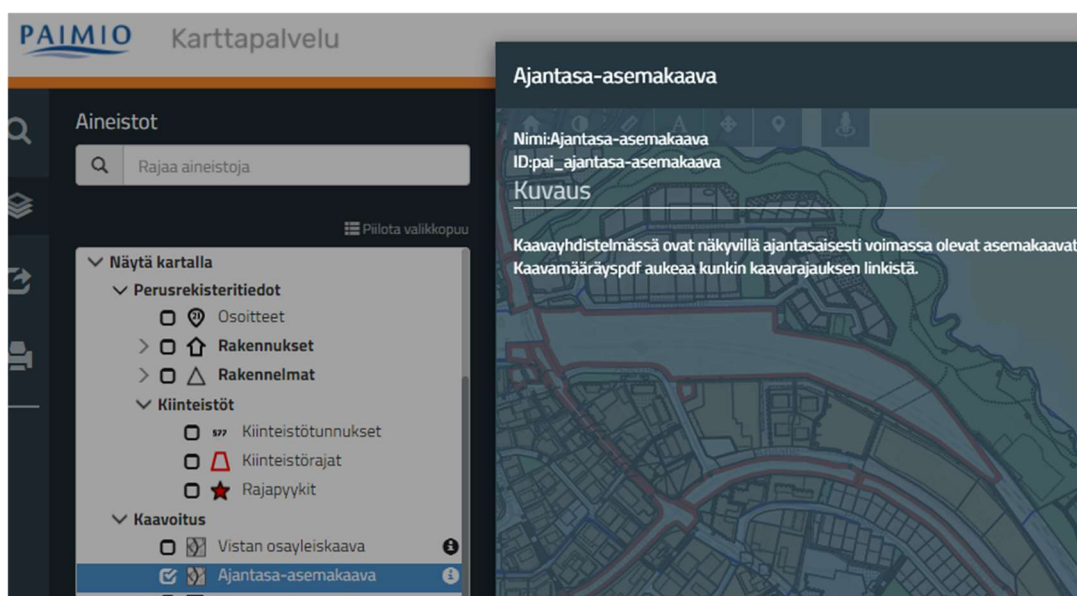 PAIMIO Karttapalvelu
Aineistot
Rajaa aineistoja
Piilota valikkopuu
Näytä kartalla
Perusrekisteritiedot
Osoitteet
Rakennukset
Rakennelmat
Kiinteistöt
577 Kiinteistötunnukset
Kiinteistörajat
Rajapyykit
Kaavoitus
Vistan osayleiskaava
Ajantasa-asemakaava
Ajantasa-asemakaava
Nimi:Ajantasa-asemakaava
ID:pai_ajantasa-asemakaava
Kuvaus
Kaavayhdistelmässä ovat näkyvillä ajantasaisesti voimassa olevat asemakaavat
Kaavamääräyspdf aukeaa kunkin kaavarajauksen linkistä.